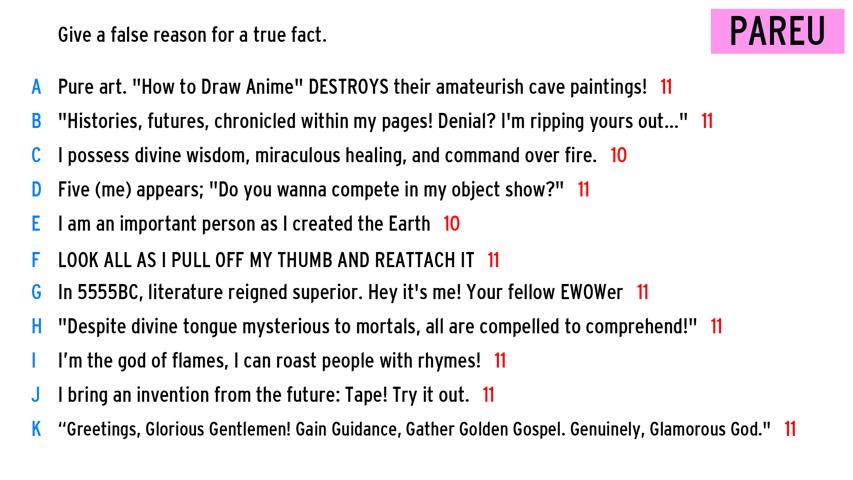 Give a false reason for a true fact.
PAREU
A Pure art. "How to Draw Anime" DESTROYS their amateurish cave paintings! 11
B "Histories, futures, chronicled within my pages! Denial? I'm ripping yours out..." 11
C I possess divine wisdom, miraculous healing, and command over fire. 10
D Five (me) appears; "Do you wanna compete in my object show?" 11
E I am an important person as I created the Earth 10
F LOOK ALL AS I PULL OFF MY THUMB AND REATTACH IT 11
G In 5555BC, literature reigned superior. Hey it's me! Your fellow EWOWer 11
H "Despite divine tongue mysterious to mortals, all are compelled to comprehend!" 11
I I’m the god of flames, I can roast people with rhymes! 11
J I bring an invention from the future: Tape! Try it out. 11
K “Greetings, Glorious Gentlemen! Gain Guidance, Gather Golden Gospel. Genuinely, Glamorous God." 11